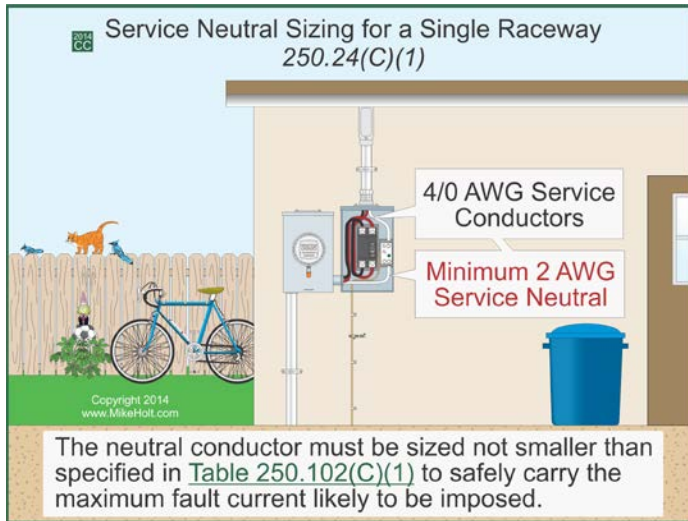 2014
CC
Service Neutral Sizing for a Single Raceway
250.24(C)(1)
4/0 AWG Service
Conductors
Minimum 2 AWG
Service Neutral
Copyright 2014
www.MikeHolt.com
The neutral conductor must be sized not smaller than
specified in Table 250.102(C)(1) to safely carry the
maximum fault current likely to be imposed.